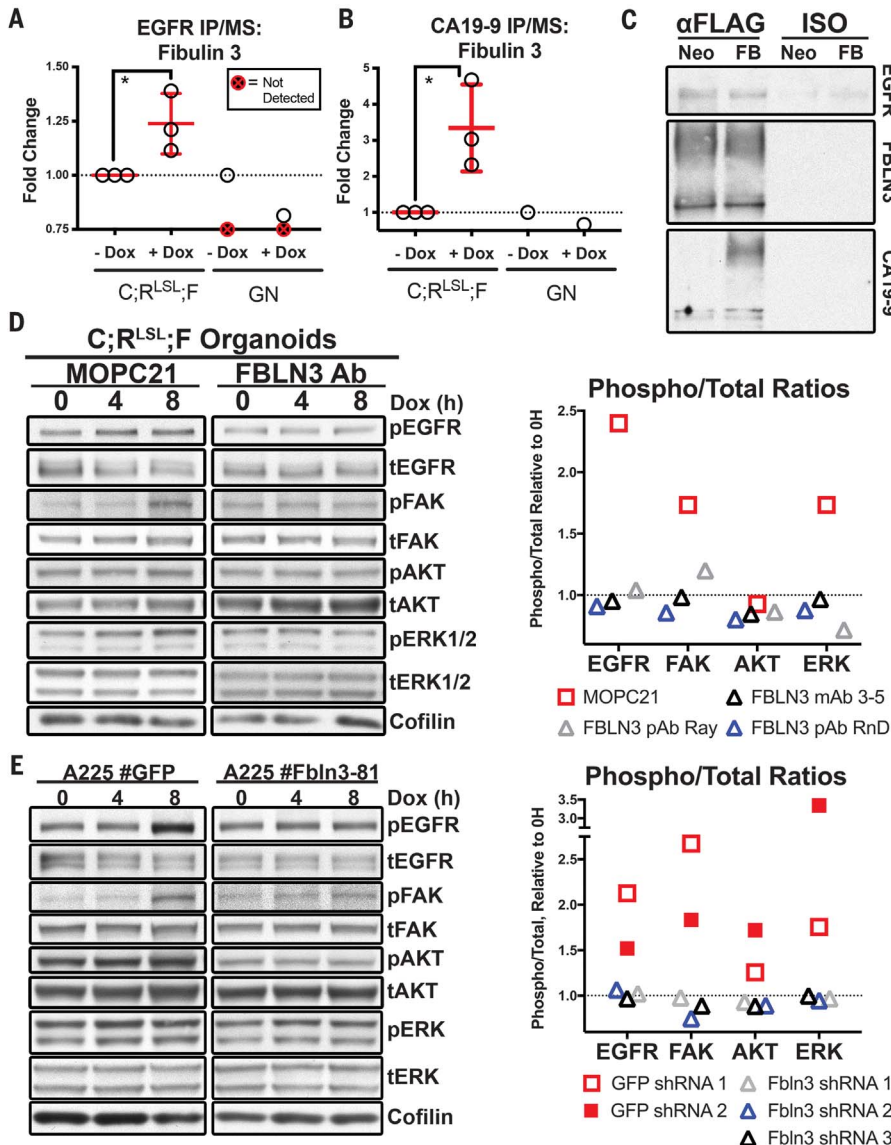 A
EGFR IP/MS:
Fibulin 3
Fold Change
1.50
1.25
1.00
0.75
*
= Not
Detected
- Dox + Dox - Dox + Dox
C;R^LSL;F GN
B
CA19-9 IP/MS:
Fibulin 3
Fold Change
5
4
3
2
1
*
- Dox + Dox - Dox + Dox
C;R^LSL;F GN
C
αFLAG ISO
Neo FB Neo FB
EGFR
FBLN3
CA19-9
D
C;R^LSL;F Organoids
MOPC21 FBLN3 Ab
0 4 8 0 4 8 Dox (h)
pEGFR
tEGFR
pFAK
tFAK
pAKT
tAKT
pERK1/2
tERK1/2
Cofilin
Phospho/Total Ratios
Phospho/Total Relative to 0H
2.5
2.0
1.5
1.0
EGFR FAK AKT ERK
MOPC21 FBLN3 mAb 3-5
FBLN3 pAb Ray FBLN3 pAb RnD
E
A225 #GFP A225 #Fbln3-81
0 4 8 0 4 8 Dox (h)
pEGFR
tEGFR
pFAK
tFAK
pAKT
tAKT
pERK
tERK
Cofilin
Phospho/Total Ratios
Phospho/Total, Relative to 0H
3.5
3.0
2.5
2.0
1.5
1.0
EGFR FAK AKT ERK
GFP shRNA 1 Fbln3 shRNA 1
GFP shRNA 2 Fbln3 shRNA 2
Fbln3 shRNA 3